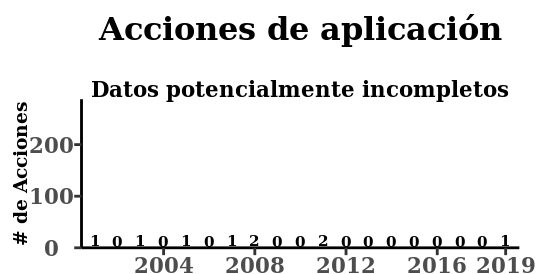 Acciones de aplicación
Datos potencialmente incompletos
# de Acciones
200
100
0
1 0 1 0 1 0 1 2 0 0 2 0 0 0 0 0 0 0 1
2004 2008 2012 2016 2019